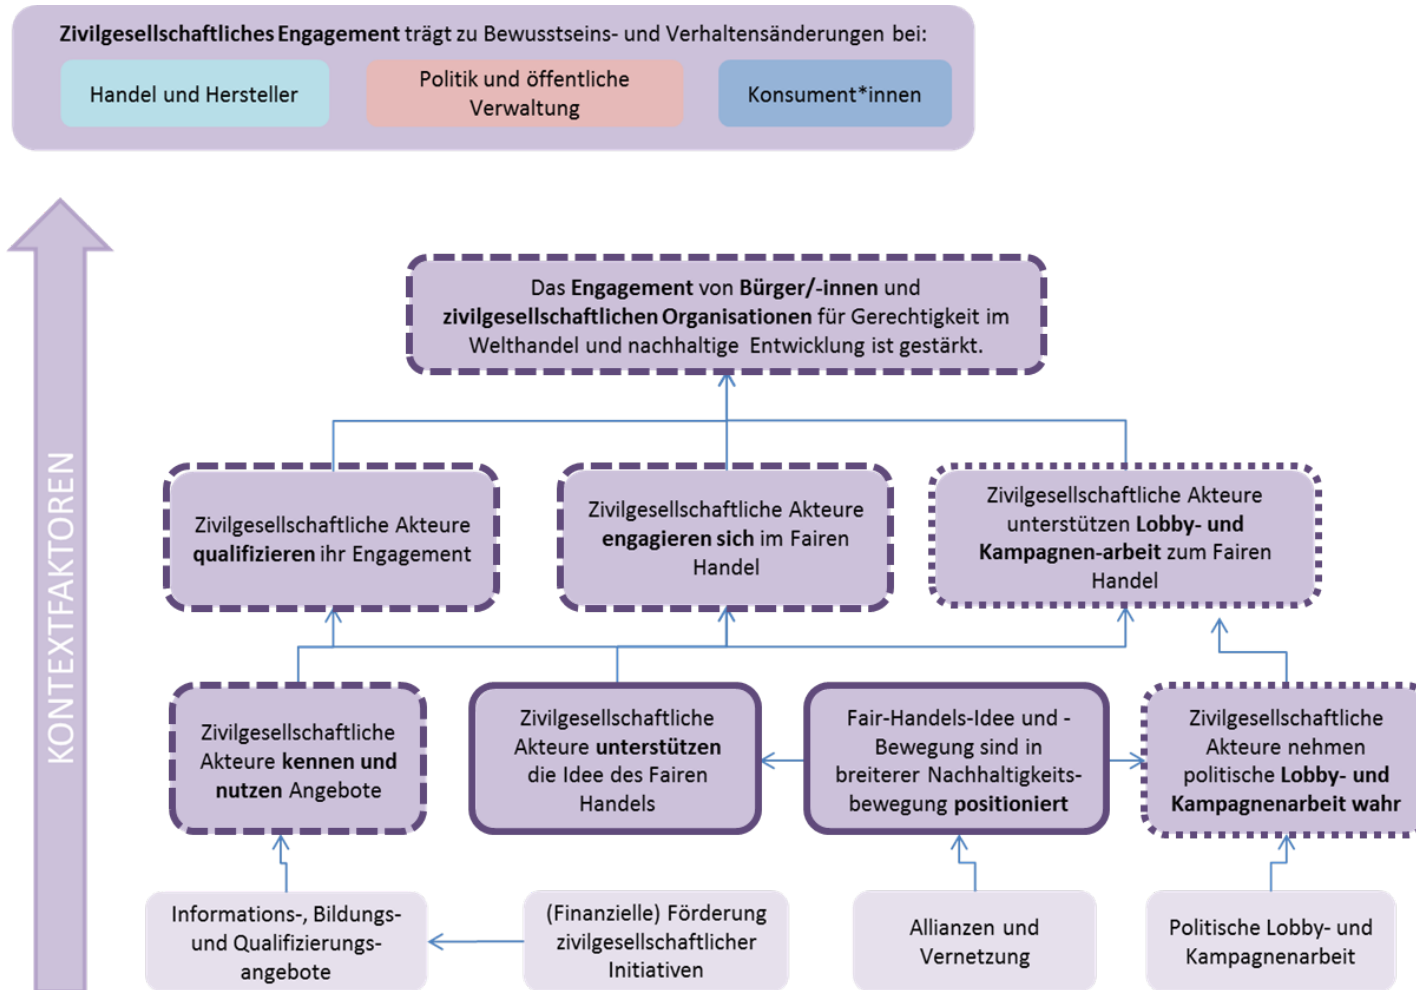 Zivilgesellschaftliches Engagement trägt zu Bewusstseins- und Verhaltensänderungen bei:
Handel und Hersteller
Politik und öffentliche
Verwaltung
Konsument*innen
KONTEXTFAKTOREN
Das Engagement von Bürger/-innen und
zivilgesellschaftlichen Organisationen für Gerechtigkeit im
Welthandel und nachhaltige Entwicklung ist gestärkt.
Zivilgesellschaftliche Akteure
qualifizieren ihr Engagement
Zivilgesellschaftliche Akteure
engagieren sich im Fairen
Handel
Zivilgesellschaftliche Akteure
unterstützen Lobby- und
Kampagnen-arbeit zum Fairen
Handel
Zivilgesellschaftliche
Akteure kennen und
nutzen Angebote
Zivilgesellschaftliche
Akteure unterstützen
die Idee des Fairen
Handels
Fair-Handels-Idee und -
Bewegung sind in
breiterer Nachhaltigkeits-
bewegung positioniert
Zivilgesellschaftliche
Akteure nehmen
politische Lobby- und
Kampagnenarbeit wahr
Informations-, Bildungs-
und Qualifizierungs-
angebote
(Finanzielle) Förderung
zivilgesellschaftlicher
Initiativen
Allianzen und
Vernetzung
Politische Lobby- und
Kampagnenarbeit